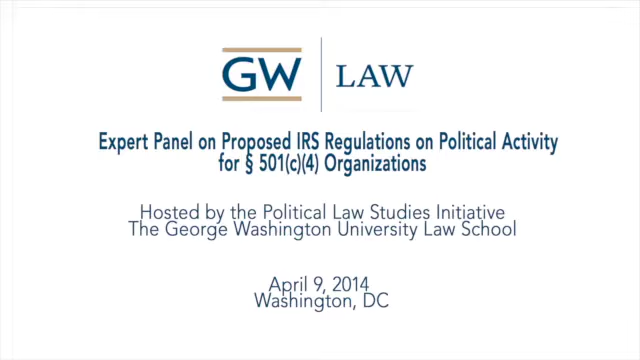 GW LAW
Expert Panel on Proposed IRS Regulations on Political Activity
for § 501(c)(4) Organizations
Hosted by the Political Law Studies Initiative
The George Washington University Law School
April 9, 2014
Washington, DC